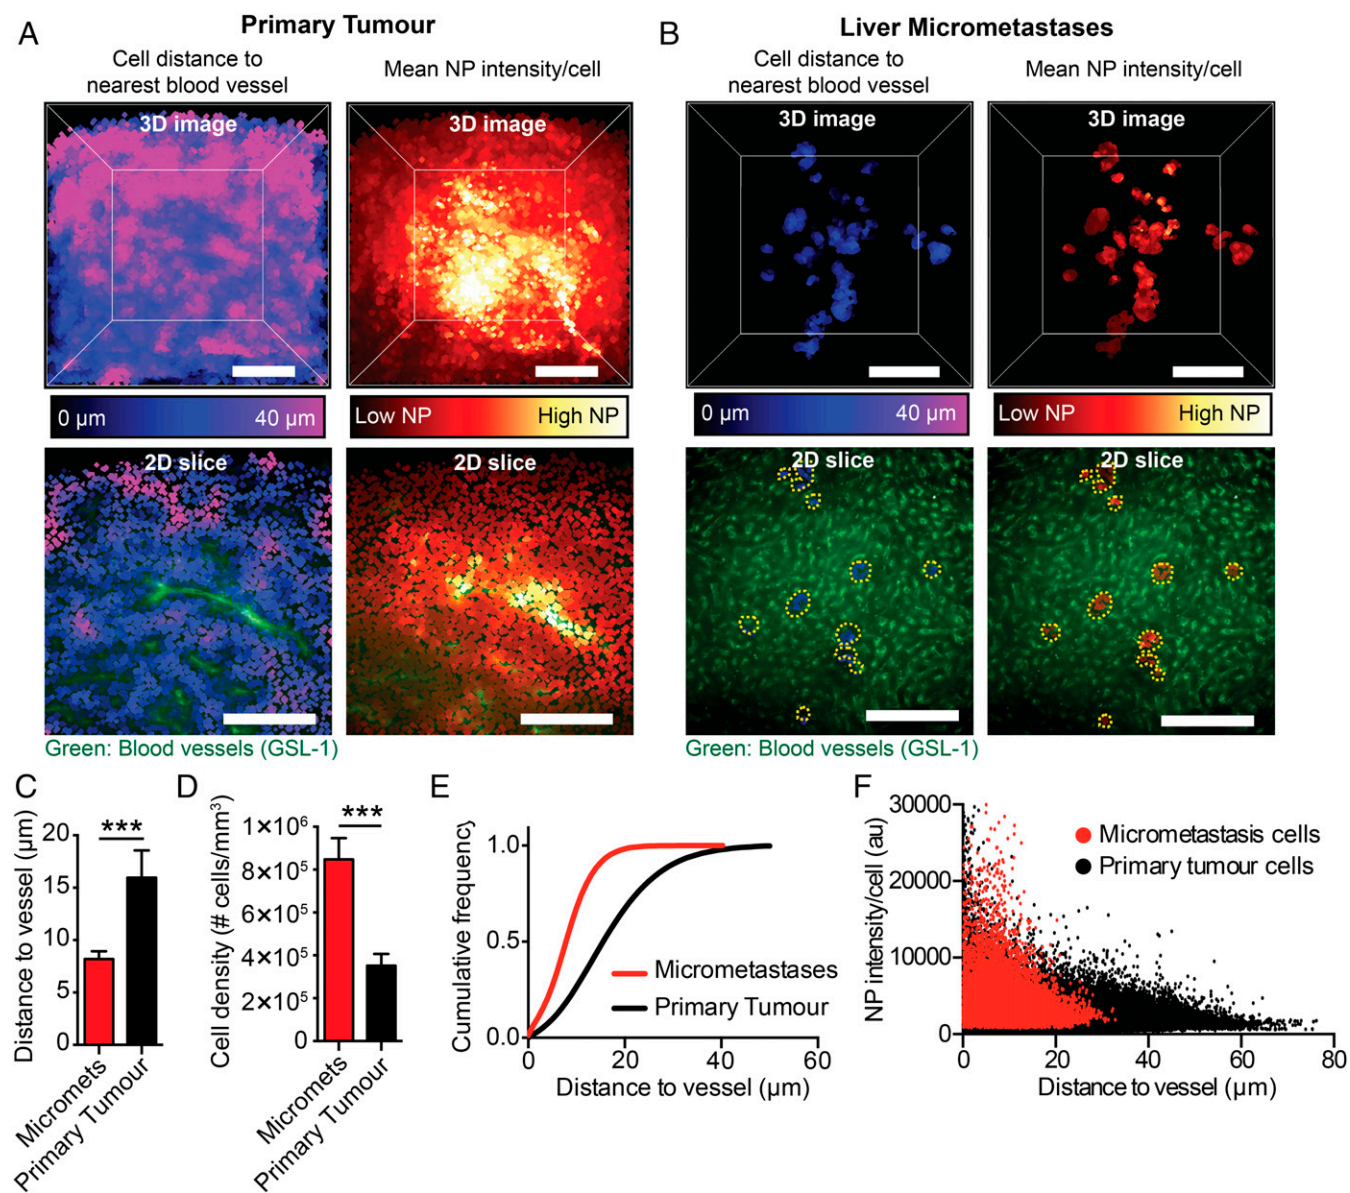 A
Primary Tumour
Cell distance to
nearest blood vessel
Mean NP intensity/cell
3D image
3D image
0 µm
40 µm
Low NP
High NP
2D slice
2D slice
Green: Blood vessels (GSL-1)
B
Liver Micrometastases
Cell distance to
nearest blood vessel
Mean NP intensity/cell
3D image
3D image
0 µm
40 µm
Low NP
High NP
2D slice
2D slice
Green: Blood vessels (GSL-1)
C
Distance to vessel (µm)
20
15
10
5
0
***
Micromets
Primary Tumour
D
Cell density (# cells/mm³)
1×10⁶
8×10⁵
6×10⁵
4×10⁵
2×10⁵
0
***
Micromets
Primary Tumour
E
Cumulative frequency
1.0
0.5
0.0
Micrometastases
Primary Tumour
0 20 40 60
Distance to vessel (µm)
F
NP intensity/cell (au)
30000
20000
10000
0
Micrometastasis cells
Primary tumour cells
0 20 40 60 80
Distance to vessel (µm)